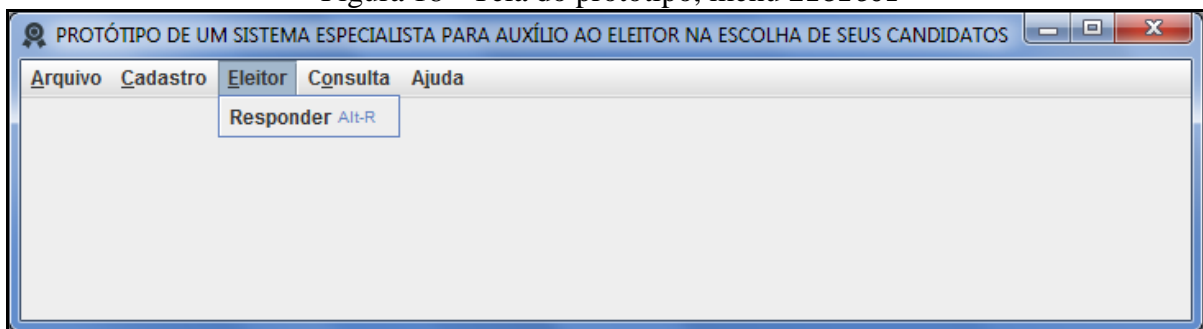 PROTÓTIPO DE UM SISTEMA ESPECIALISTA PARA AUXÍLIO AO ELEITOR NA ESCOLHA DE SEUS CANDIDATOS
Arquivo Cadastro Eleitor Consulta Ajuda
Responder Alt-R